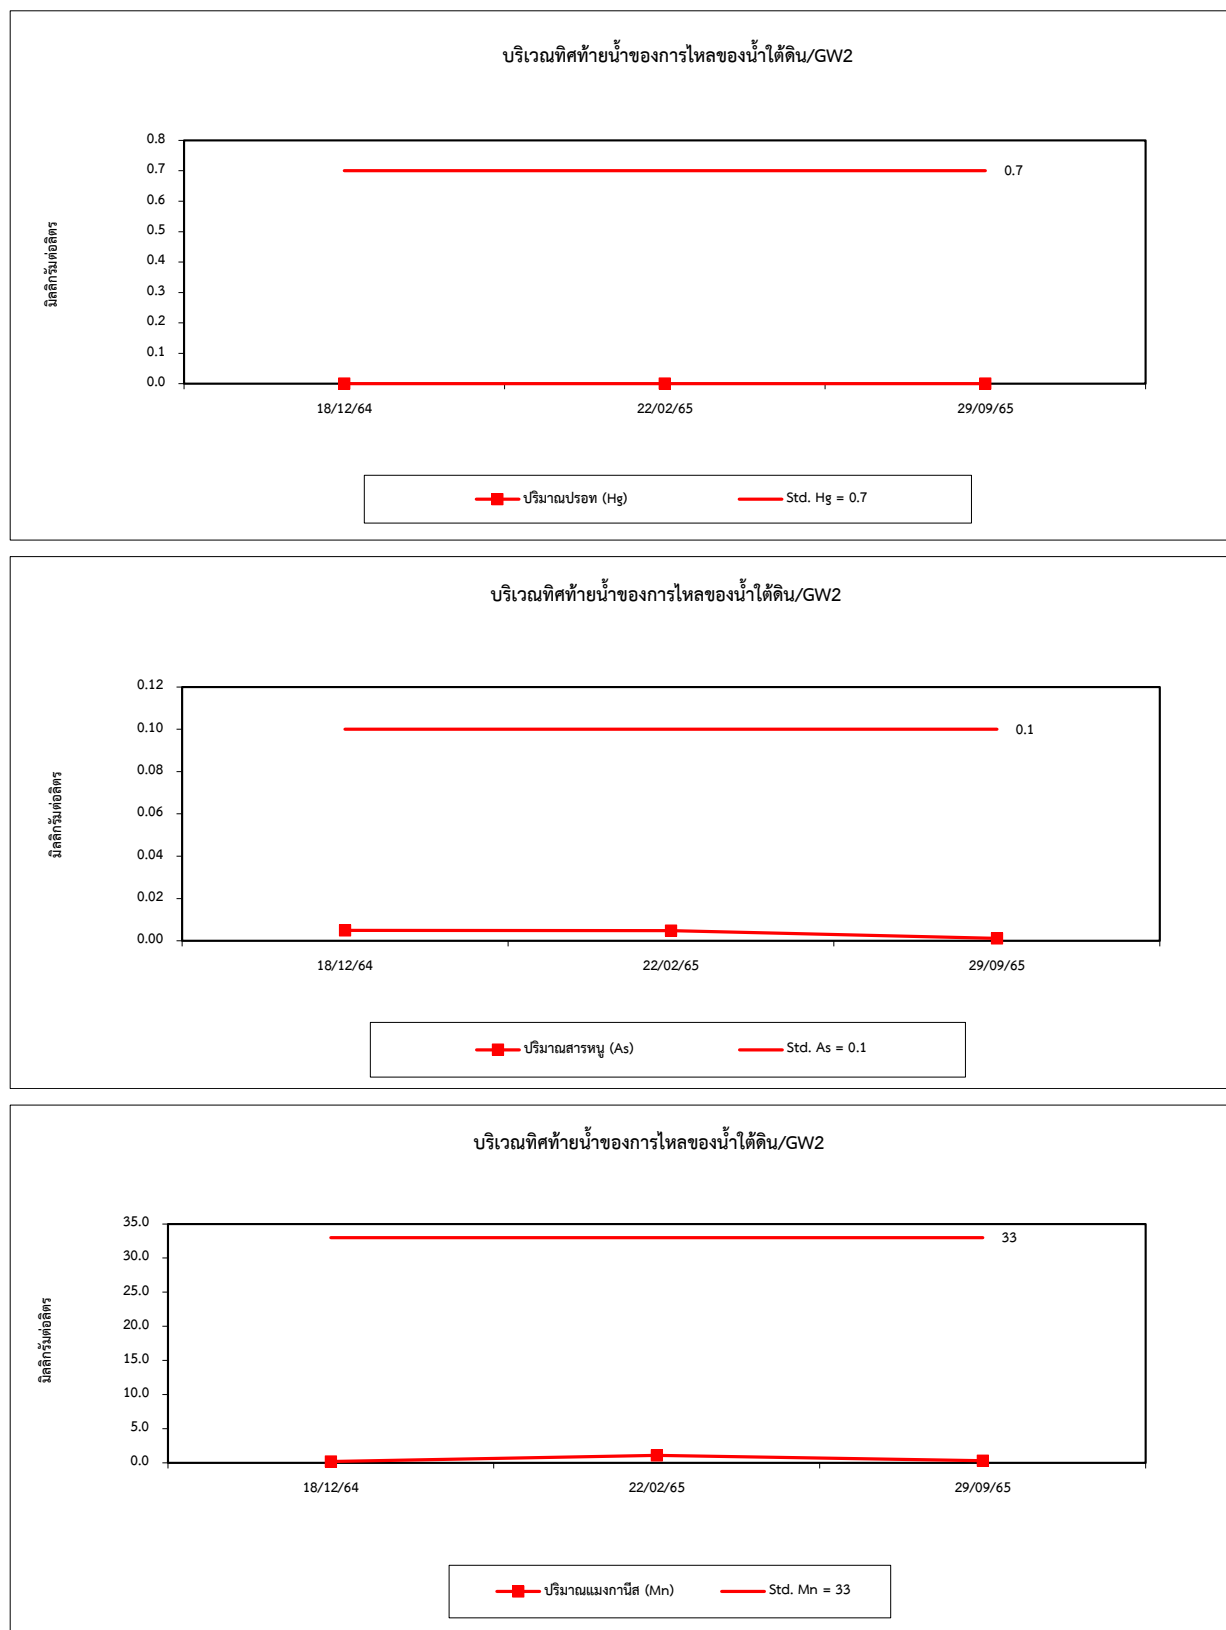 บริเวณทิศท้ายน้ำของการไหลของน้ำใต้ดิน/GW2
มิลลิกรัมต่อลิตร
0.8
0.7
0.6
0.5
0.4
0.3
0.2
0.1
0.0
0.7
18/12/64 22/02/65 29/09/65
ปริมาณปรอท (Hg) Std. Hg = 0.7
บริเวณทิศท้ายน้ำของการไหลของน้ำใต้ดิน/GW2
มิลลิกรัมต่อลิตร
0.12
0.10
0.08
0.06
0.04
0.02
0.00
0.1
18/12/64 22/02/65 29/09/65
ปริมาณสารหนู (As) Std. As = 0.1
บริเวณทิศท้ายน้ำของการไหลของน้ำใต้ดิน/GW2
มิลลิกรัมต่อลิตร
35.0
30.0
25.0
20.0
15.0
10.0
5.0
0.0
33
18/12/64 22/02/65 29/09/65
ปริมาณแมงกานีส (Mn) Std. Mn = 33